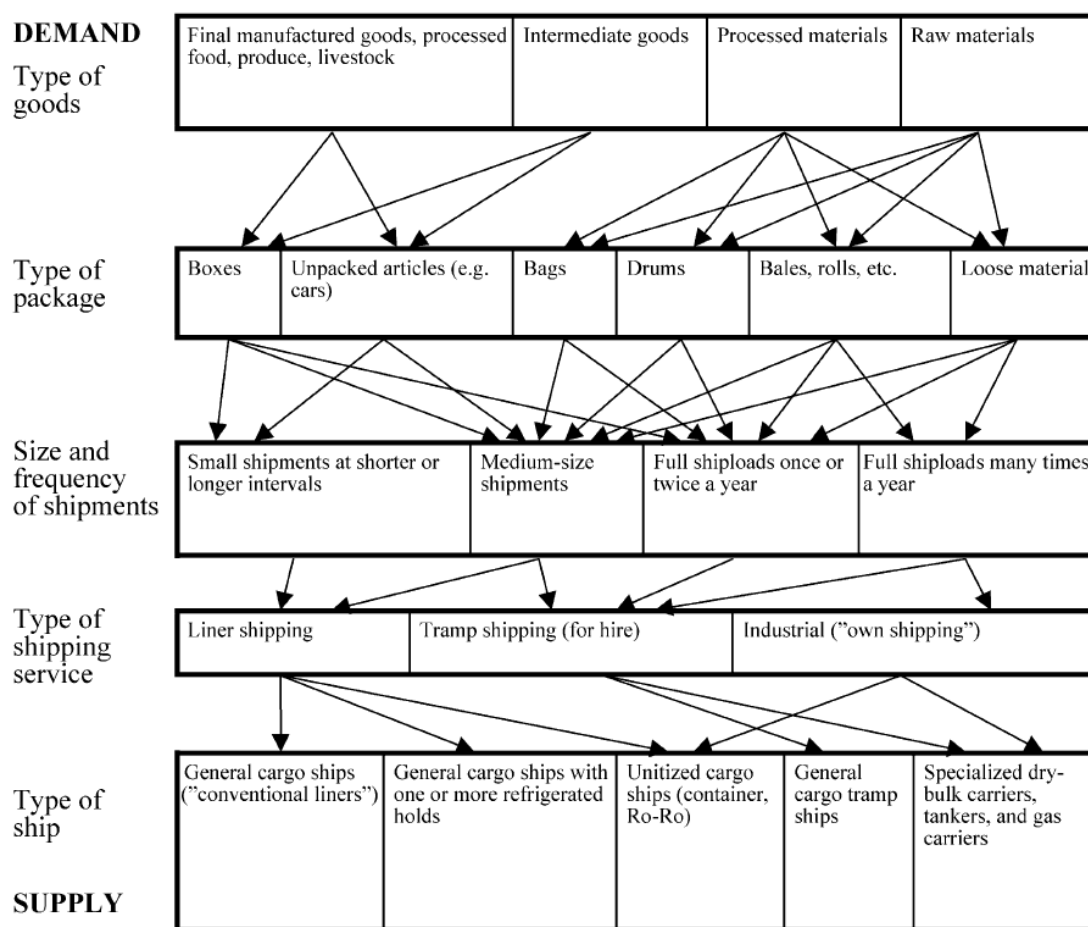 DEMAND
Type of
goods
Final manufactured goods, processed
food, produce, livestock
Intermediate goods
Processed materials
Raw materials
Type of
package
Boxes
Unpacked articles (e.g.
cars)
Bags
Drums
Bales, rolls, etc.
Loose material
Size and
frequency
of shipments
Small shipments at shorter or
longer intervals
Medium-size
shipments
Full shiploads once or
twice a year
Full shiploads many times
a year
Type of
shipping
service
Liner shipping
Tramp shipping (for hire)
Industrial (”own shipping”)
Type of
ship
General cargo ships
(”conventional liners”)
General cargo ships with
one or more refrigerated
holds
Unitized cargo
ships (container,
Ro-Ro)
General
cargo tramp
ships
Specialized dry-
bulk carriers,
tankers, and gas
carriers
SUPPLY